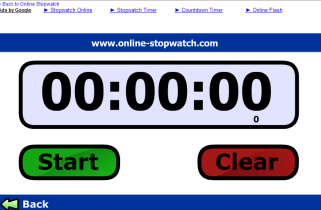 Back to Online Stopwatch
Ads by Google ► Stopwatch Online ► Stopwatch Timer ► Countdown Timer ► Online Flash
www.online-stopwatch.com
00:00:00
0
Start Clear
Back